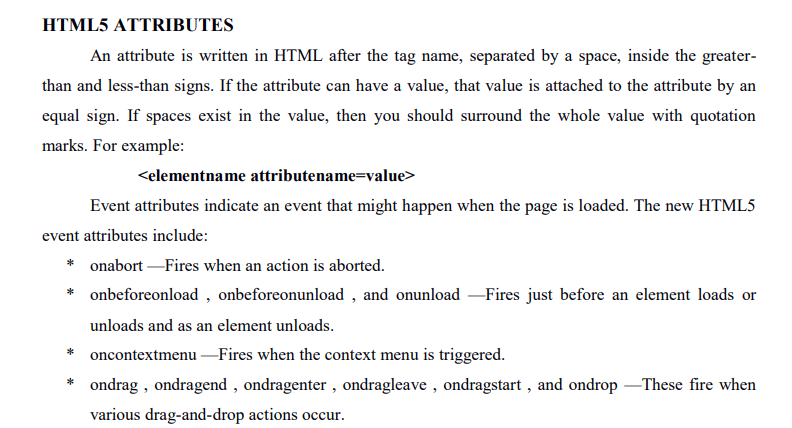 HTML5 ATTRIBUTES
An attribute is written in HTML after the tag name, separated by a space, inside the greater-
than and less-than signs. If the attribute can have a value, that value is attached to the attribute by an
equal sign. If spaces exist in the value, then you should surround the whole value with quotation
marks. For example:
<elementname attributename=value>
Event attributes indicate an event that might happen when the page is loaded. The new HTML5
event attributes include:
* onabort —Fires when an action is aborted.
* onbeforeonload , onbeforeonunload , and onunload —Fires just before an element loads or
unloads and as an element unloads.
* oncontextmenu —Fires when the context menu is triggered.
* ondrag , ondragend , ondragenter , ondragleave , ondragstart , and ondrop —These fire when
various drag-and-drop actions occur.